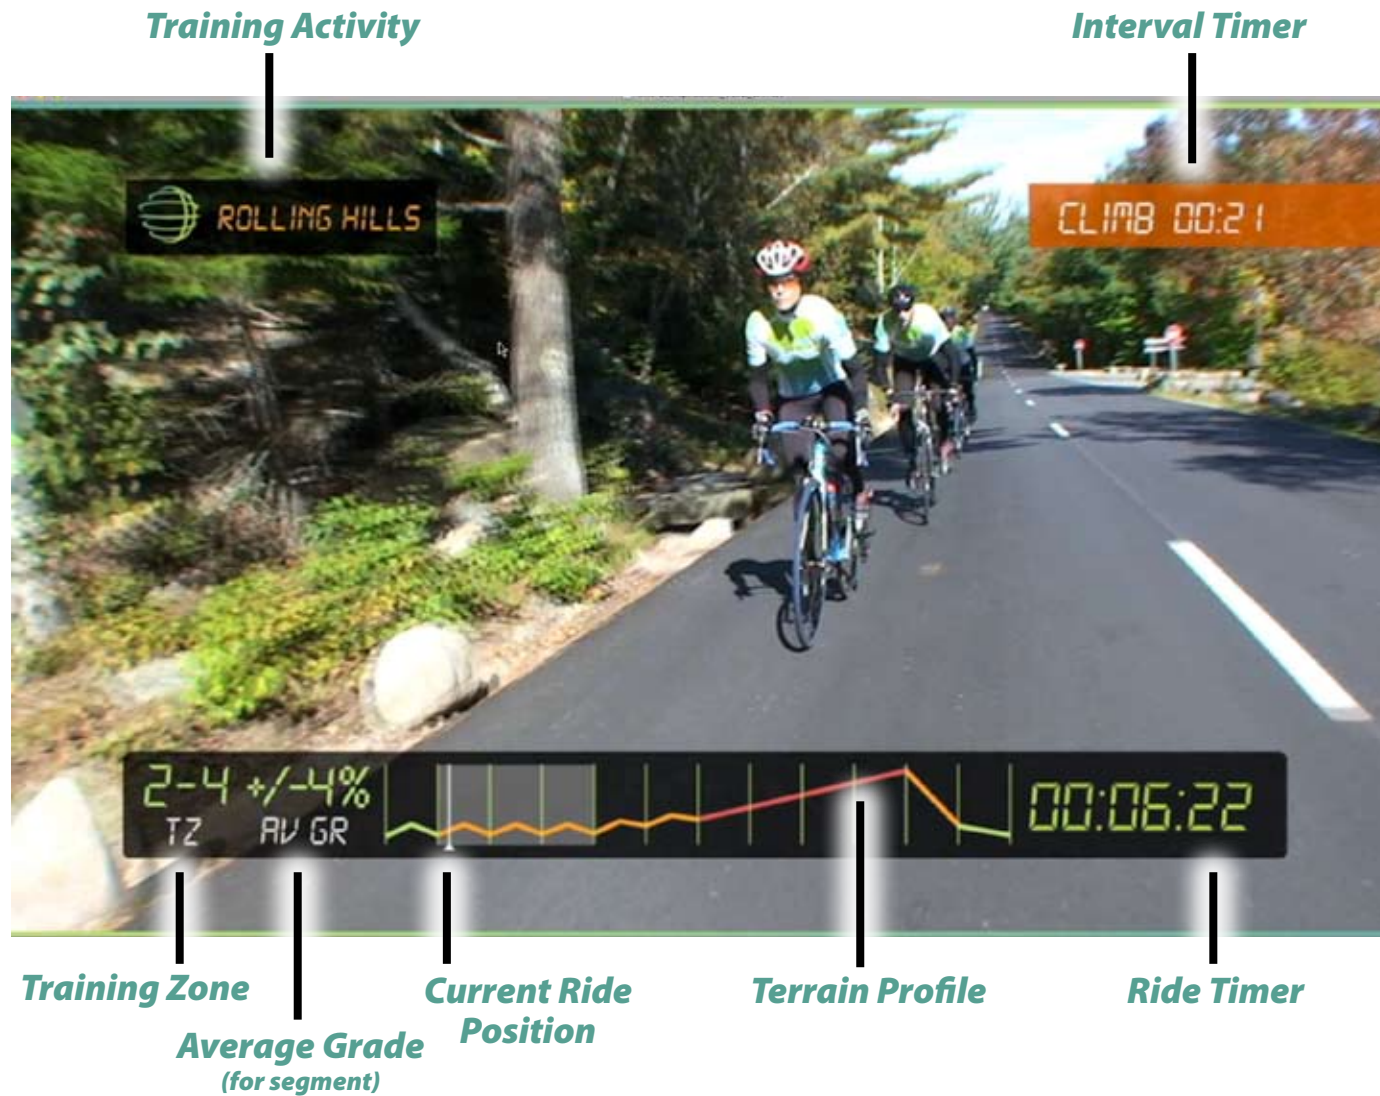 Training Activity
Interval Timer
ROLLING HILLS
CLIMB 00:21
2-4 +/-4%
TZ AV GR
00:06:22
Training Zone
Current Ride
Position
Terrain Profile
Ride Timer
Average Grade
(for segment)